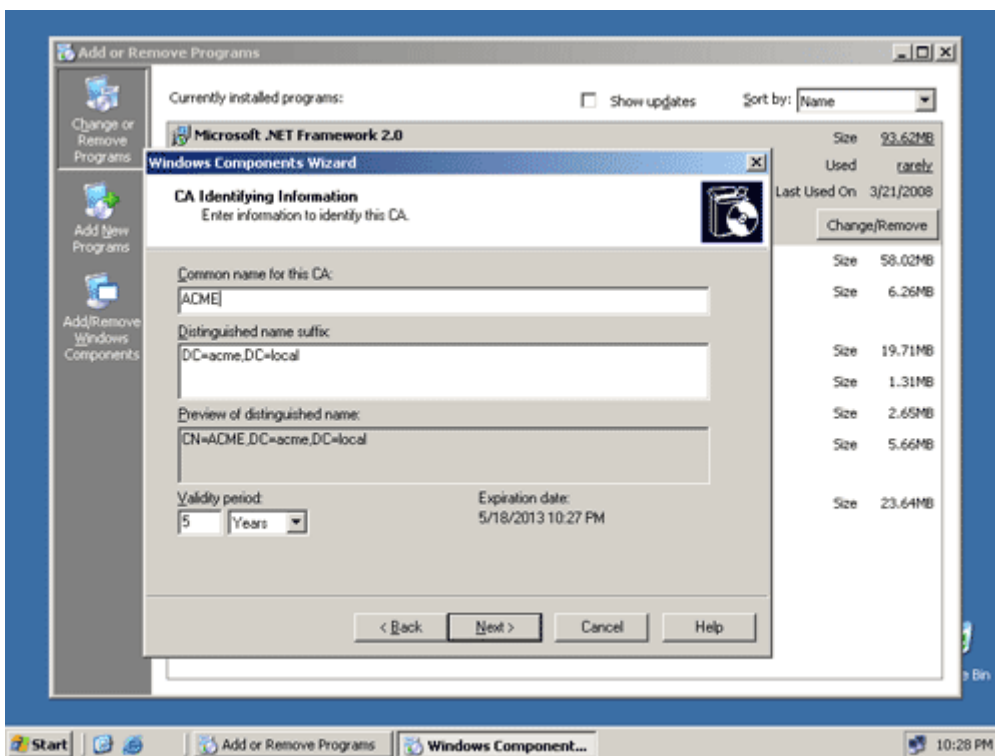 Add or Remove Programs
Change or
Remove
Programs
Add New
Programs
Add/Remove
Windows
Components
Currently installed programs:
Show updates
Sort by: Name
Microsoft .NET Framework 2.0
Size 93.62MB
Used rarely
Last Used On 3/21/2008
Change/Remove
Size 58.02MB
Size 6.26MB
Size 19.71MB
Size 1.31MB
Size 2.65MB
Size 5.66MB
Size 23.64MB
Windows Components Wizard
CA Identifying Information
Enter information to identify this CA.
Common name for this CA:
ACME
Distinguished name suffix:
DC=acme,DC=local
Preview of distinguished name:
CN=ACME,DC=acme,DC=local
Validity period:
5 Years
Expiration date:
5/18/2013 10:27 PM
< Back
Next >
Cancel
Help
Bin
Start
Add or Remove Programs
Windows Component...
10:28 PM